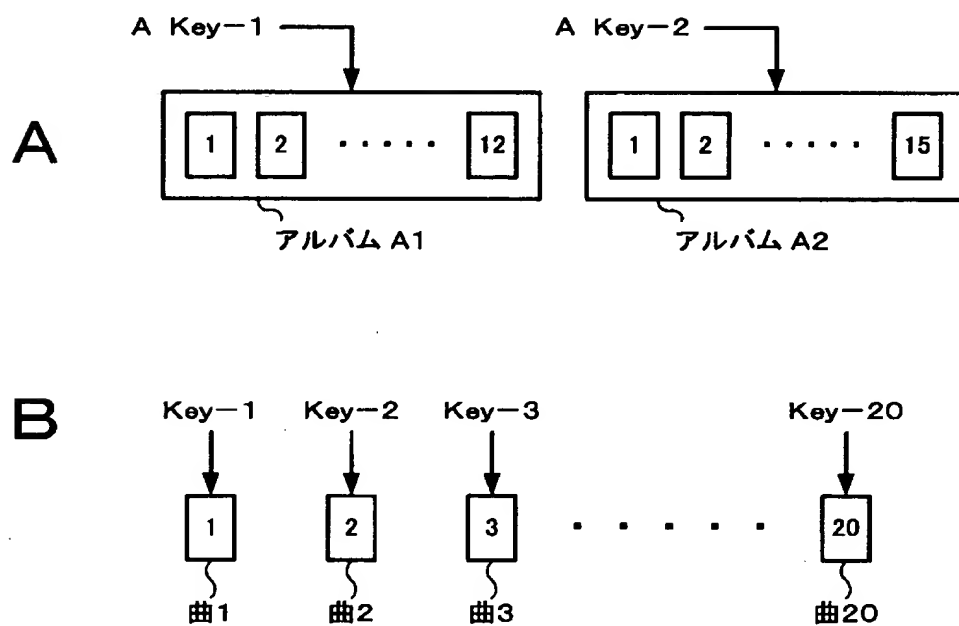 A Key-1
A Key-2
A
1 2 ・・・・・ 12
1 2 ・・・・・ 15
アルバム A1
アルバム A2
B
Key-1 Key-2 Key-3 Key-20
1 2 3 ・・・・・ 20
曲1 曲2 曲3 曲20